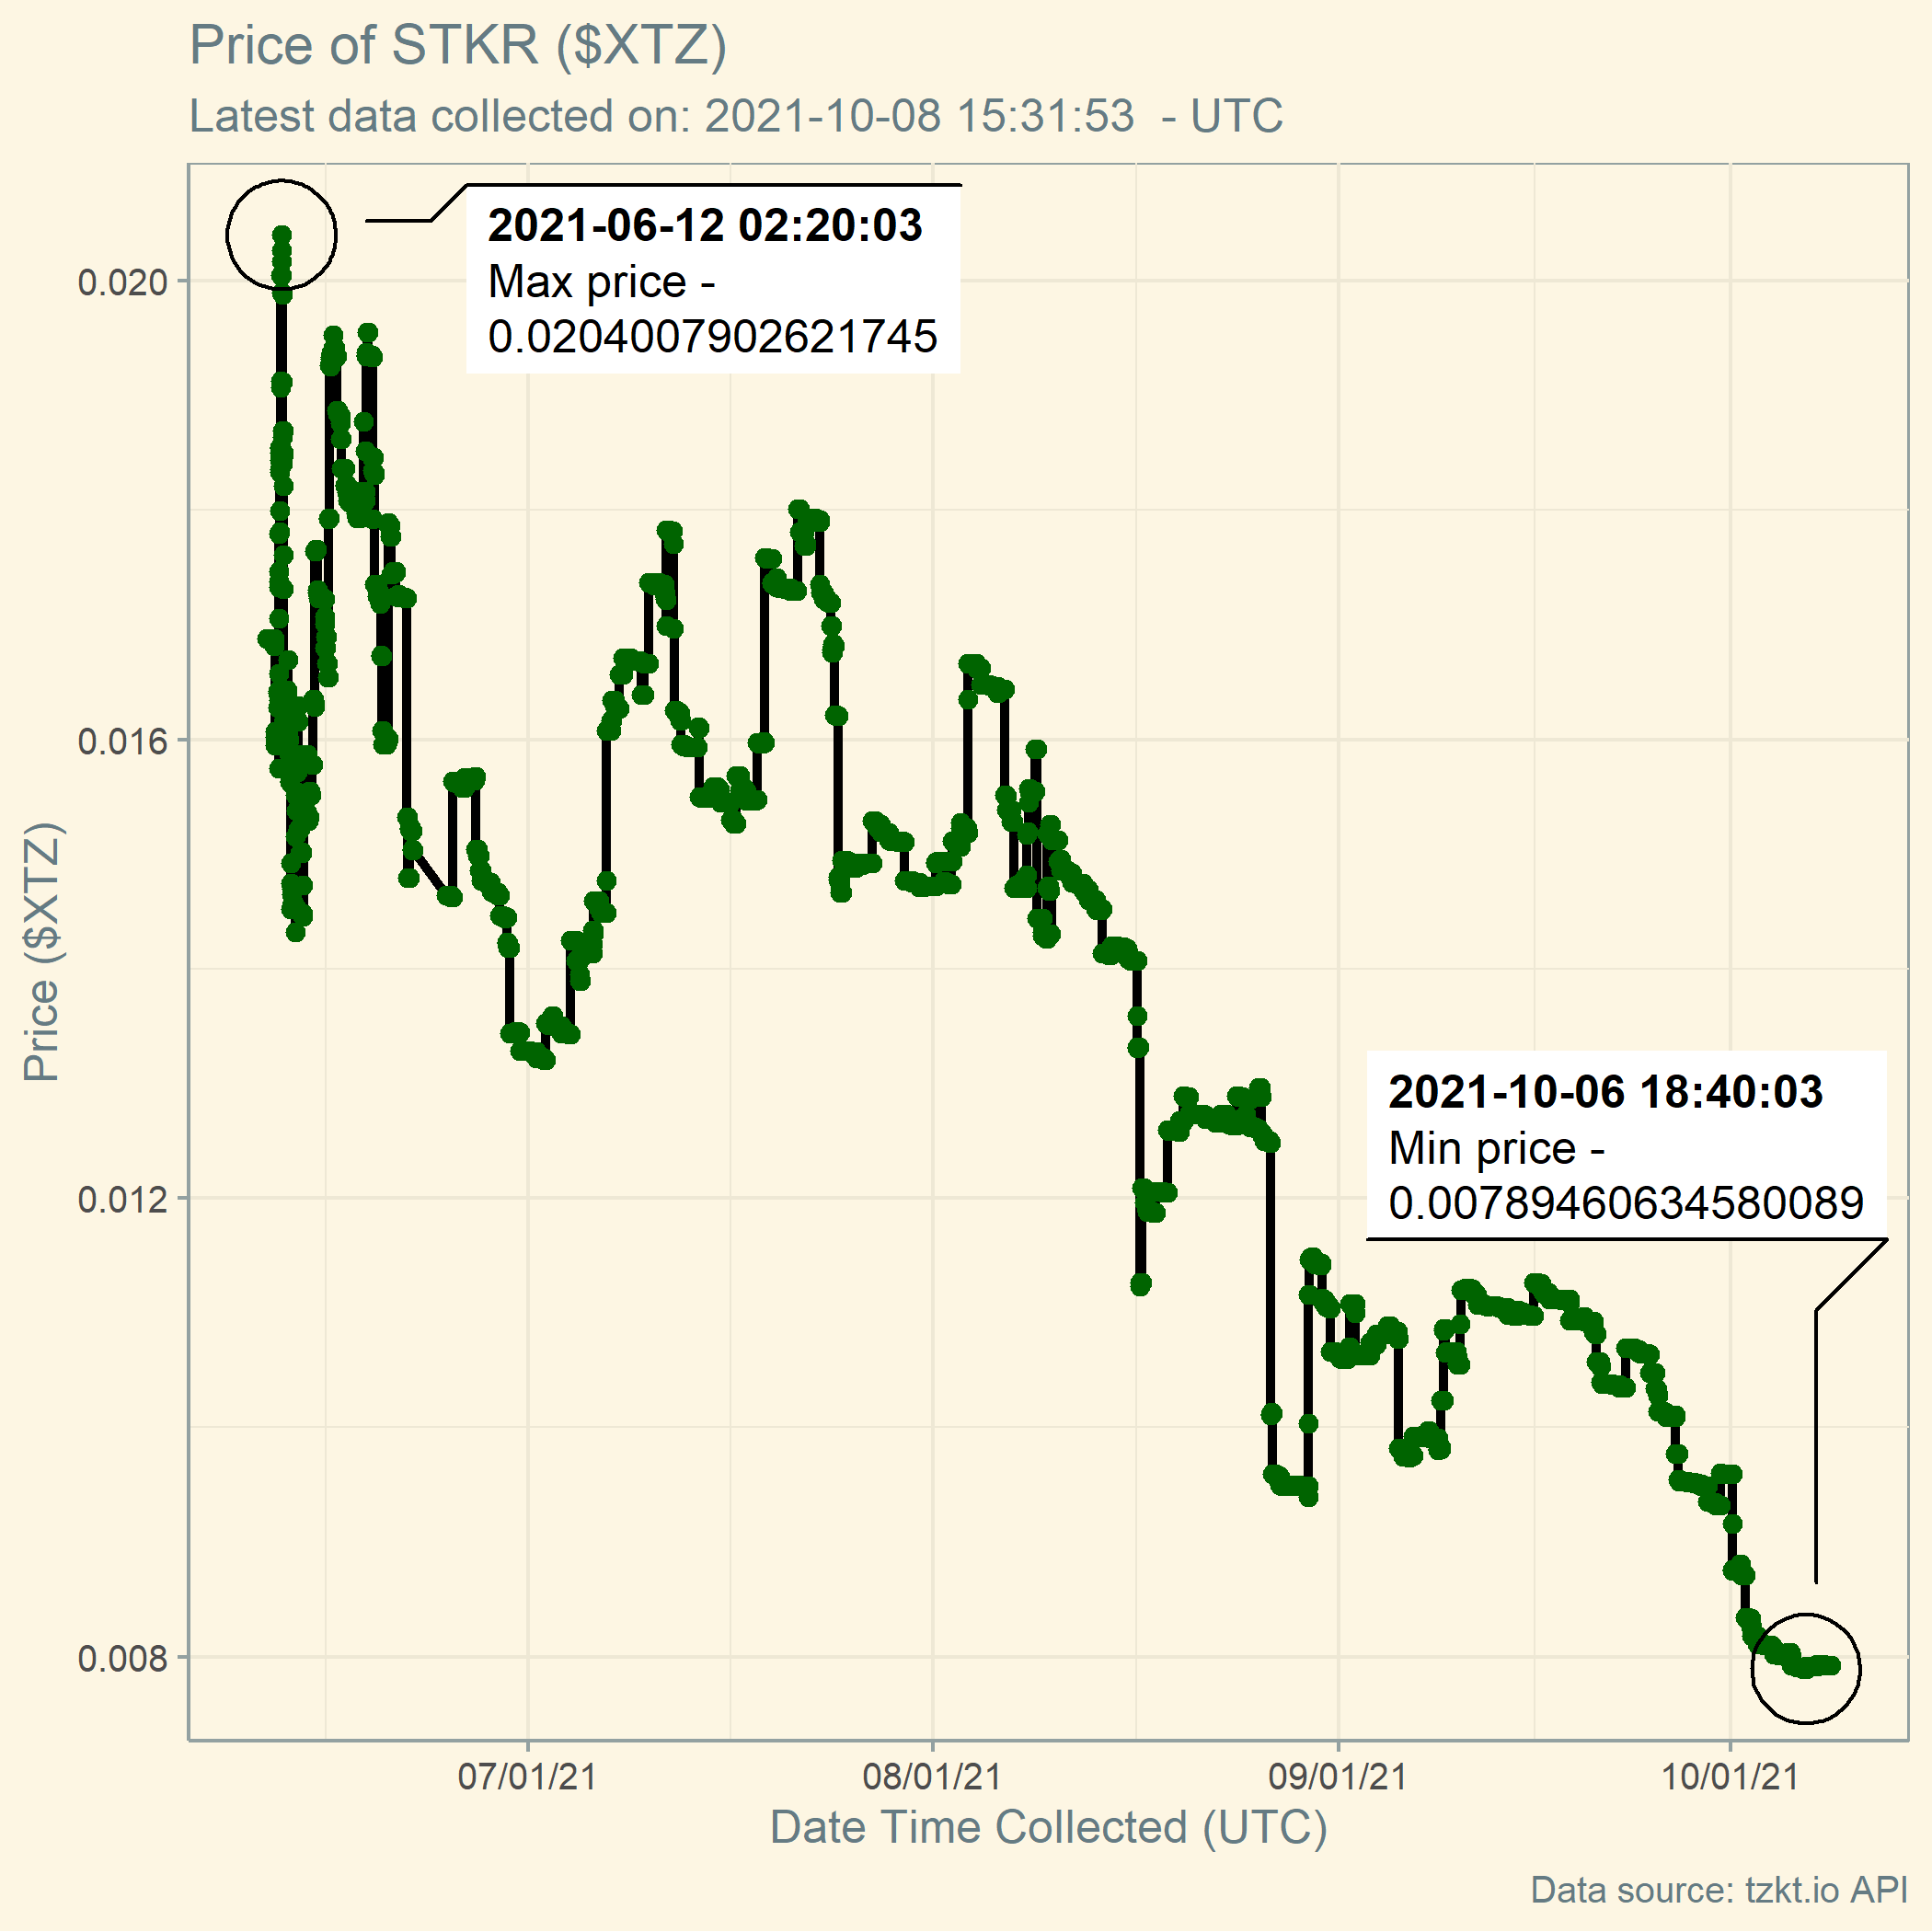 Price of STKR ($XTZ)
Latest data collected on: 2021-10-08 15:31:53 - UTC
2021-06-12 02:20:03
Max price -
0.0204007902621745
0.020
0.016
0.012
0.008
Price ($XTZ)
2021-10-06 18:40:03
Min price -
0.00789460634580089
07/01/21
08/01/21
09/01/21
10/01/21
Date Time Collected (UTC)
Data source: tzkt.io API